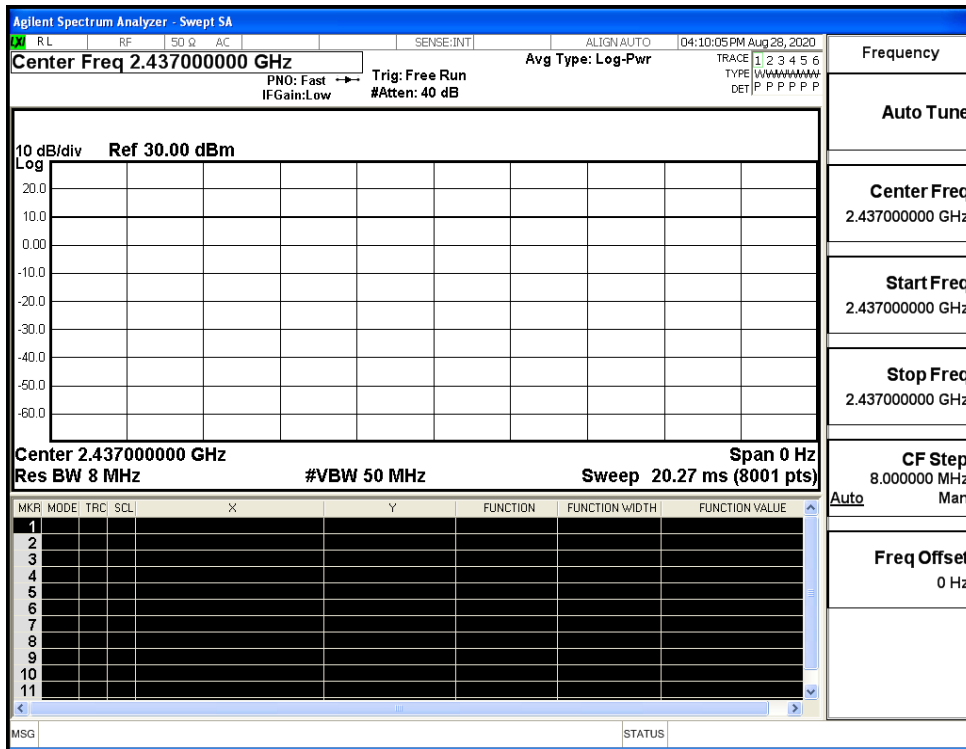 Agilent Spectrum Analyzer - Swept SA
LXI RL RF 50 Ω AC SENSE:INT ALIGN AUTO 04:10:05 PM Aug 28, 2020
Center Freq 2.437000000 GHz
PNO: Fast
IFGain:Low
Trig: Free Run
#Atten: 40 dB
Avg Type: Log-Pwr
TRACE 1 2 3 4 5 6
TYPE WWWWWW
DET P P P P P P
10 dB/div Ref 30.00 dBm
Log
20.0
10.0
0.00
-10.0
-20.0
-30.0
-40.0
-50.0
-60.0
Center 2.437000000 GHz Span 0 Hz
Res BW 8 MHz #VBW 50 MHz Sweep 20.27 ms (8001 pts)
MKR MODE TRC SCL X Y FUNCTION FUNCTION WIDTH FUNCTION VALUE
1
2
3
4
5
6
7
8
9
10
11
MSG STATUS
Frequency
Auto Tune
Center Freq
2.437000000 GHz
Start Freq
2.437000000 GHz
Stop Freq
2.437000000 GHz
CF Step
8.000000 MHz
Auto Man
Freq Offset
0 Hz